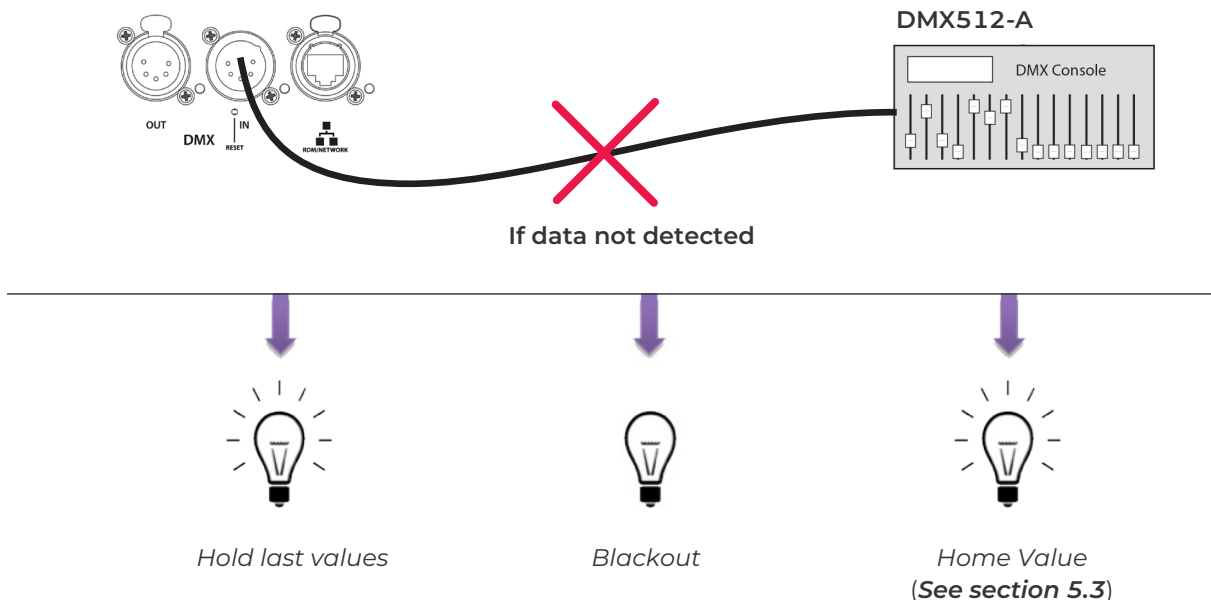 DMX512-A
DMX Console
OUT
DMX
RESET
IN
RDM/NETWORK
If data not detected
Hold last values
Blackout
Home Value
(See section 5.3)